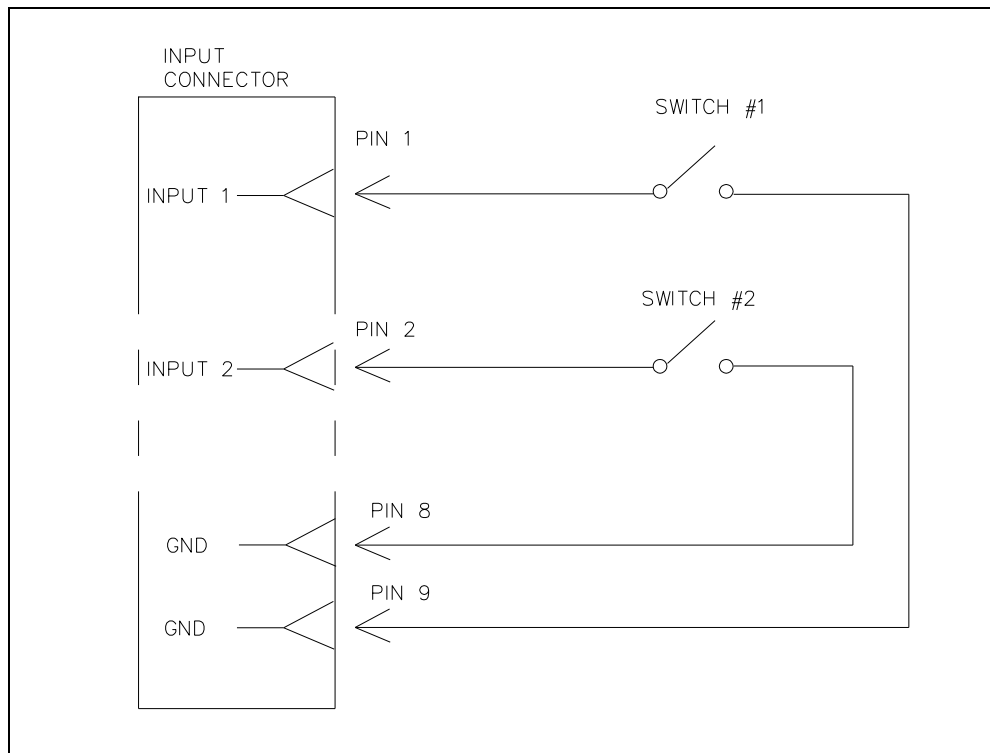 INPUT
CONNECTOR
SWITCH #1
PIN 1
INPUT 1
SWITCH #2
PIN 2
INPUT 2
PIN 8
GND
PIN 9
GND